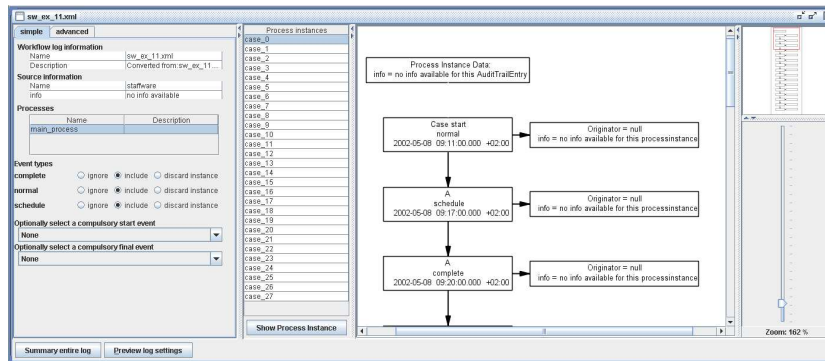 sw_ex_11.xml
simple advanced
Workflow log information
Name sw_ex_11.xml
Description Converted from:sw_ex_11 ...
Source information
Name staffware
info no info available
Processes
Name Description
main_process
Event types
complete ignore include discard instance
normal ignore include discard instance
schedule ignore include discard instance
Optionally select a compulsory start event
None
Optionally select a compulsory final event
None
Process instances
case_0
case_1
case_2
case_3
case_4
case_5
case_6
case_7
case_8
case_9
case_10
case_11
case_12
case_13
case_14
case_15
case_16
case_17
case_18
case_19
case_20
case_21
case_22
case_23
case_24
case_25
case_26
case_27
Show Process Instance
Process Instance Data:
info = no info available for this AuditTrailEntry
Case start
normal
2002-05-08 09:11:00.000 +02:00
Originator = null
info = no info available for this processinstance
A
schedule
2002-05-08 09:17:00.000 +02:00
Originator = null
info = no info available for this processinstance
A
complete
2002-05-08 09:20:00.000 +02:00
Originator = null
info = no info available for this processinstance
Zoom: 162 %
Summary entire log Preview log settings